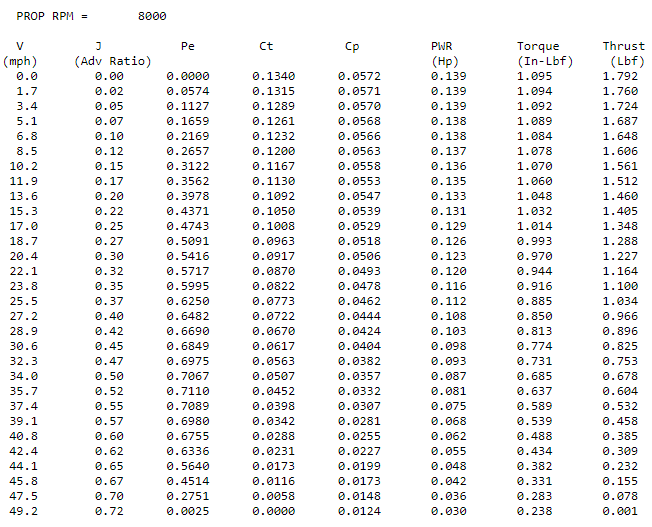 PROP RPM =       8000
V          J          Pe         Ct         Cp         PWR        Torque     Thrust
(mph)      (Adv Ratio)                                 (Hp)       (In-Lbf)   (Lbf)
0.0        0.00       0.0000     0.1340     0.0572     0.139      1.095      1.792
1.7        0.02       0.0574     0.1315     0.0571     0.139      1.094      1.760
3.4        0.05       0.1127     0.1289     0.0570     0.139      1.092      1.724
5.1        0.07       0.1659     0.1261     0.0568     0.138      1.089      1.687
6.8        0.10       0.2169     0.1232     0.0566     0.138      1.084      1.648
8.5        0.12       0.2657     0.1200     0.0563     0.137      1.078      1.606
10.2       0.15       0.3122     0.1167     0.0558     0.136      1.070      1.561
11.9       0.17       0.3562     0.1130     0.0553     0.135      1.060      1.512
13.6       0.20       0.3978     0.1092     0.0547     0.133      1.048      1.460
15.3       0.22       0.4371     0.1050     0.0539     0.131      1.032      1.405
17.0       0.25       0.4743     0.1008     0.0529     0.129      1.014      1.348
18.7       0.27       0.5091     0.0963     0.0518     0.126      0.993      1.288
20.4       0.30       0.5416     0.0917     0.0506     0.123      0.970      1.227
22.1       0.32       0.5717     0.0870     0.0493     0.120      0.944      1.164
23.8       0.35       0.5995     0.0822     0.0478     0.116      0.916      1.100
25.5       0.37       0.6250     0.0773     0.0462     0.112      0.885      1.034
27.2       0.40       0.6482     0.0722     0.0444     0.108      0.850      0.966
28.9       0.42       0.6690     0.0670     0.0424     0.103      0.813      0.896
30.6       0.45       0.6849     0.0617     0.0404     0.098      0.774      0.825
32.3       0.47       0.6975     0.0563     0.0382     0.093      0.731      0.753
34.0       0.50       0.7067     0.0507     0.0357     0.087      0.685      0.678
35.7       0.52       0.7110     0.0452     0.0332     0.081      0.637      0.604
37.4       0.55       0.7089     0.0398     0.0307     0.075      0.589      0.532
39.1       0.57       0.6980     0.0342     0.0281     0.068      0.539      0.458
40.8       0.60       0.6755     0.0288     0.0255     0.062      0.488      0.385
42.4       0.62       0.6336     0.0231     0.0227     0.055      0.434      0.309
44.1       0.65       0.5640     0.0173     0.0199     0.048      0.382      0.232
45.8       0.67       0.4514     0.0116     0.0173     0.042      0.331      0.155
47.5       0.70       0.2751     0.0058     0.0148     0.036      0.283      0.078
49.2       0.72       0.0025     0.0000     0.0124     0.030      0.238      0.001